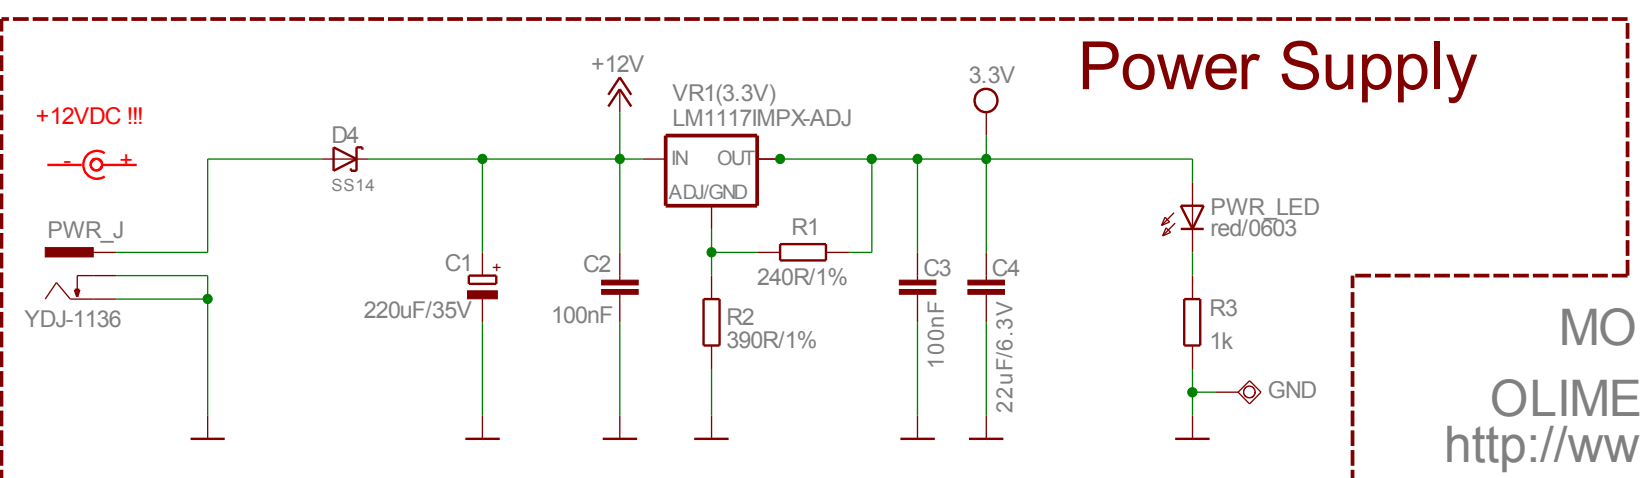 Power Supply
+12VDC !!!
- +
PWR_J
YDJ-1136
D4
SS14
+12V
VR1(3.3V)
LM1117IMPX-ADJ
IN OUT
ADJ/GND
3.3V
C1
+
220uF/35V
C2
100nF
R1
240R/1%
R2
390R/1%
C3
100nF
C4
22uF/6.3V
PWR_LED
red/0603
R3
1k
GND
MO
OLIME
http://ww